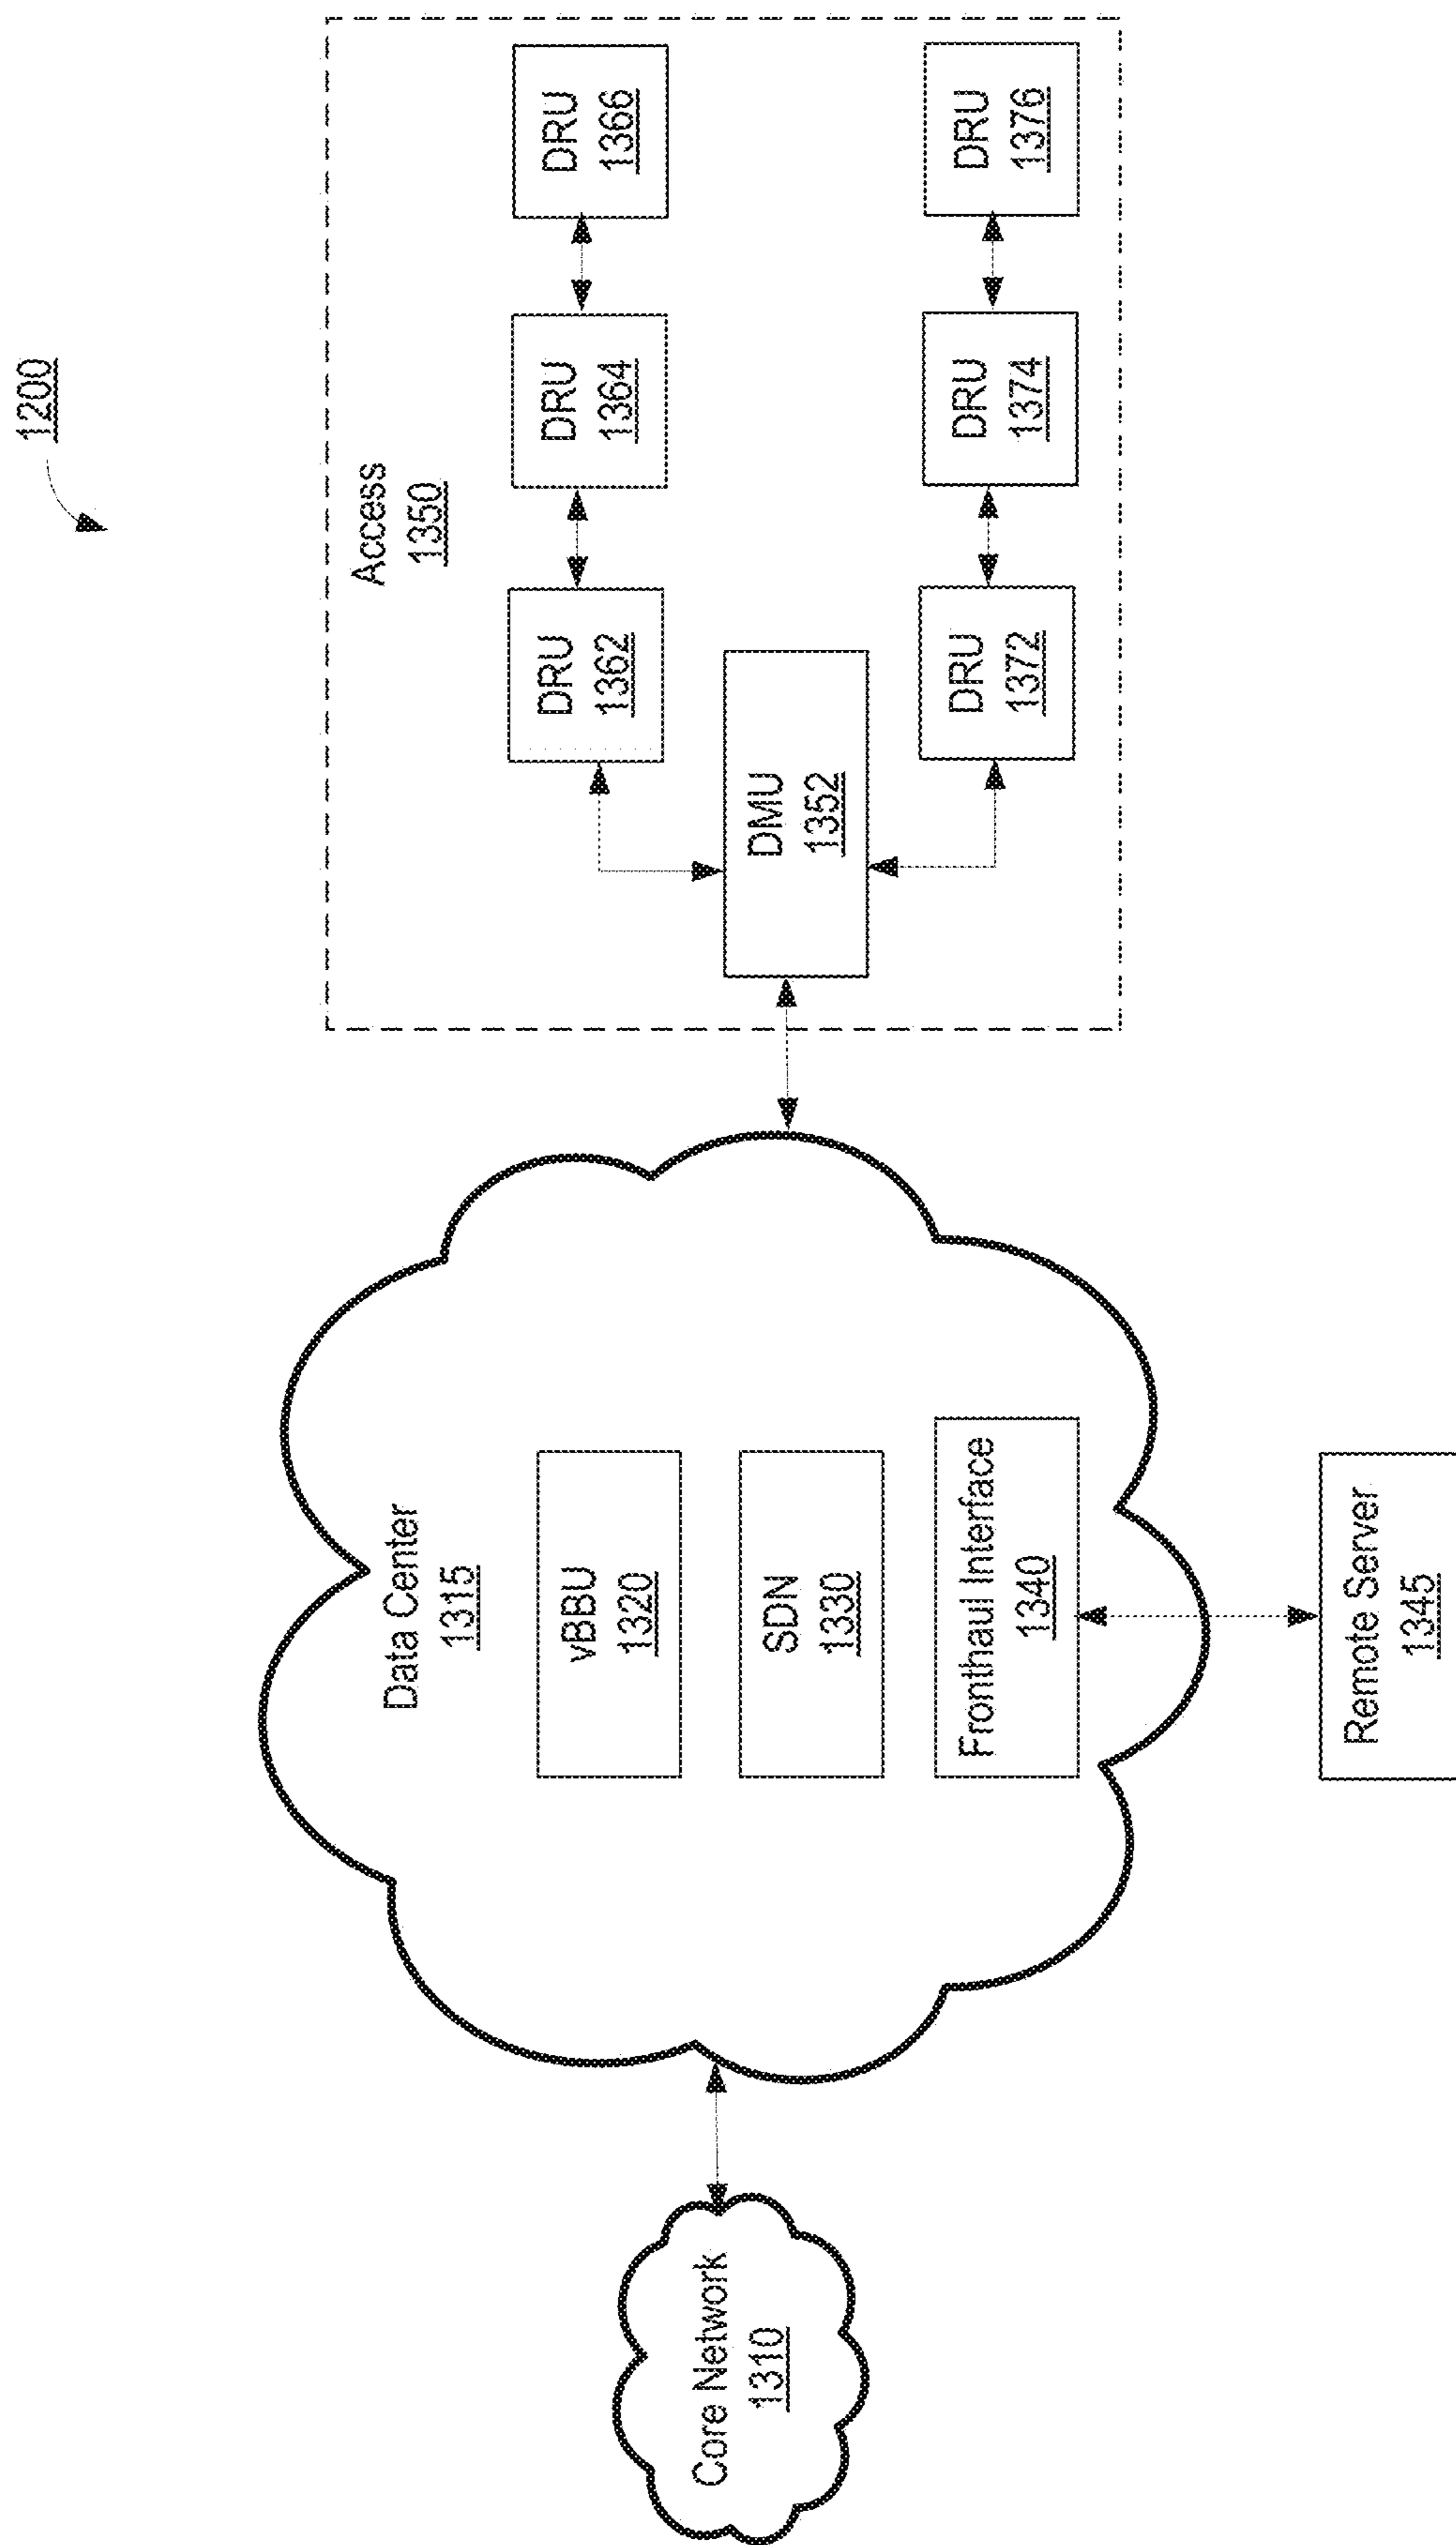 1200
Core Network
1310
Data Center
1315
vBBU
1320
SDN
1330
Fronthaul Interface
1340
Remote Server
1345
Access
1350
DMU
1352
DRU
1362
DRU
1364
DRU
1366
DRU
1372
DRU
1374
DRU
1376